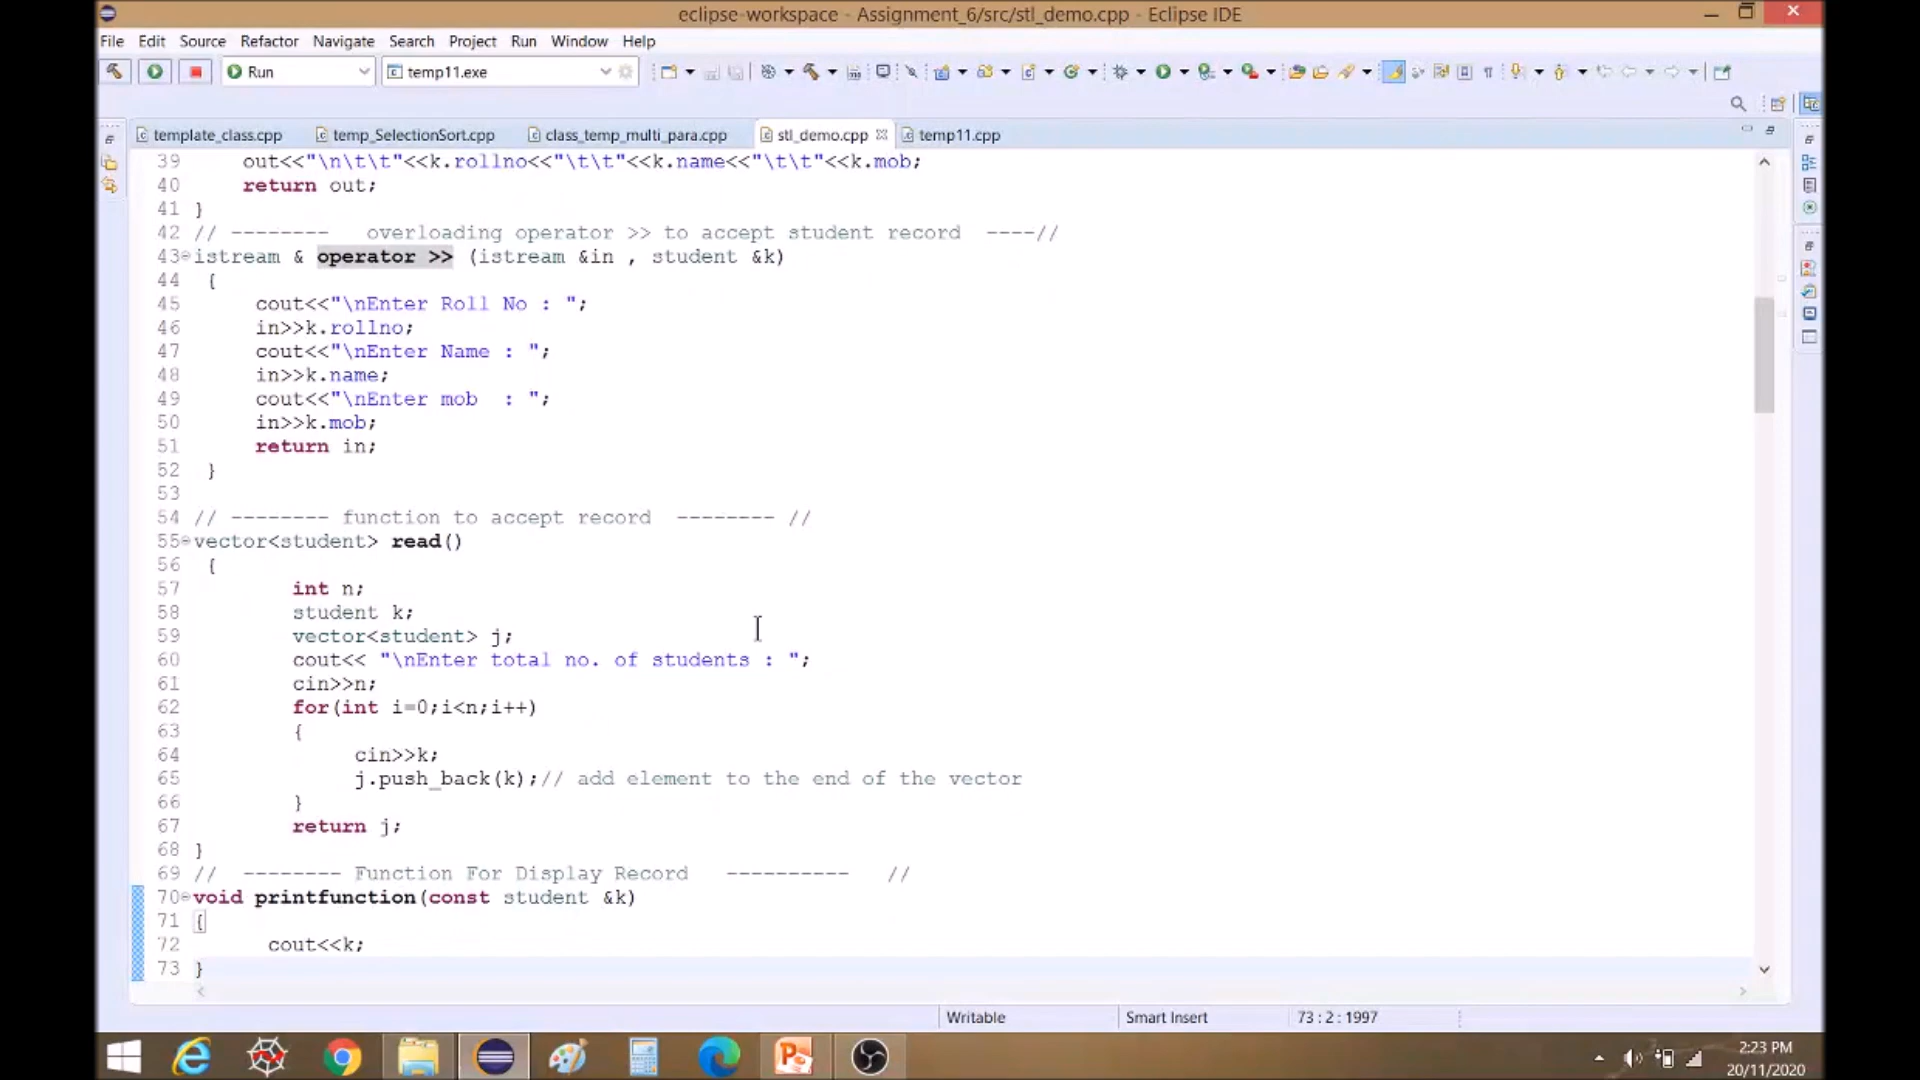 eclipse-workspace - Assignment_6/src/stl_demo.cpp - Eclipse IDE
File Edit Source Refactor Navigate Search Project Run Window Help
Run temp11.exe
template_class.cpp temp_SelectionSort.cpp class_temp_multi_para.cpp stl_demo.cpp temp11.cpp
39 out<<"\n\t\t"<<k.rollno<<"\t\t"<<k.name<<"\t\t"<<k.mob;
40 return out;
41 }
42 // -------- overloading operator >> to accept student record ----//
43 istream & operator >> (istream &in , student &k)
44 {
45 cout<<"\nEnter Roll No : ";
46 in>>k.rollno;
47 cout<<"\nEnter Name : ";
48 in>>k.name;
49 cout<<"\nEnter mob  : ";
50 in>>k.mob;
51 return in;
52 }
53
54 // -------- function to accept record -------- //
55 vector<student> read()
56 {
57 int n;
58 student k;
59 vector<student> j;
60 cout<< "\nEnter total no. of students : ";
61 cin>>n;
62 for(int i=0;i<n;i++)
63 {
64 cin>>k;
65 j.push_back(k);// add element to the end of the vector
66 }
67 return j;
68 }
69 // -------- Function For Display Record ---------- //
70 void printfunction(const student &k)
71 {
72 cout<<k;
73 }
Writable Smart Insert 73 : 2 : 1997
2:23 PM
20/11/2020